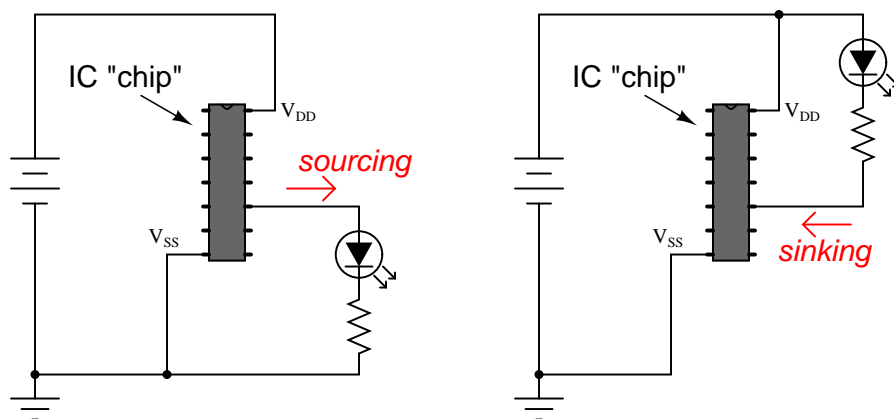 IC "chip"
VDD
sourcing
VSS
IC "chip"
VDD
VSS
sinking